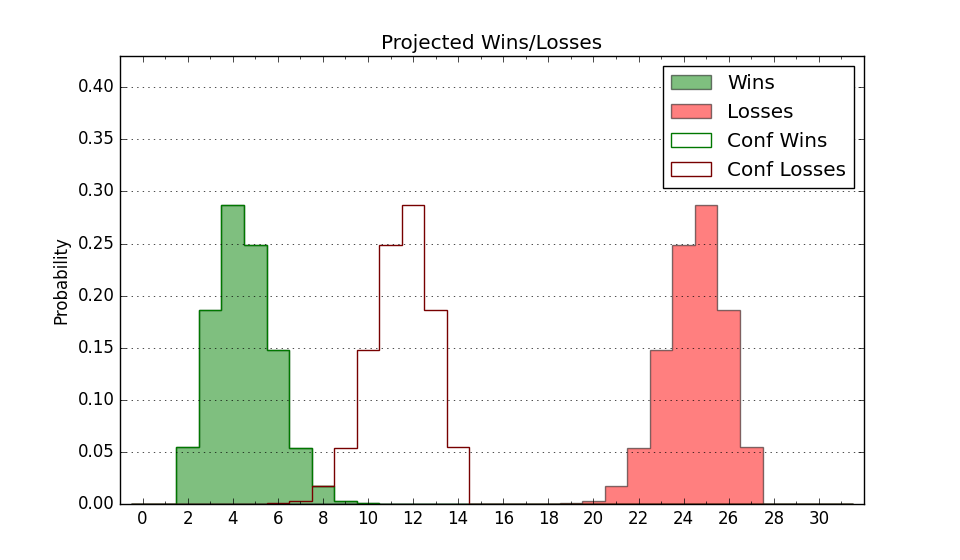 Projected Wins/Losses
Wins
Losses
Conf Wins
Conf Losses
Probability
0.40
0.35
0.30
0.25
0.20
0.15
0.10
0.05
0.00
0 2 4 6 8 10 12 14 16 18 20 22 24 26 28 30